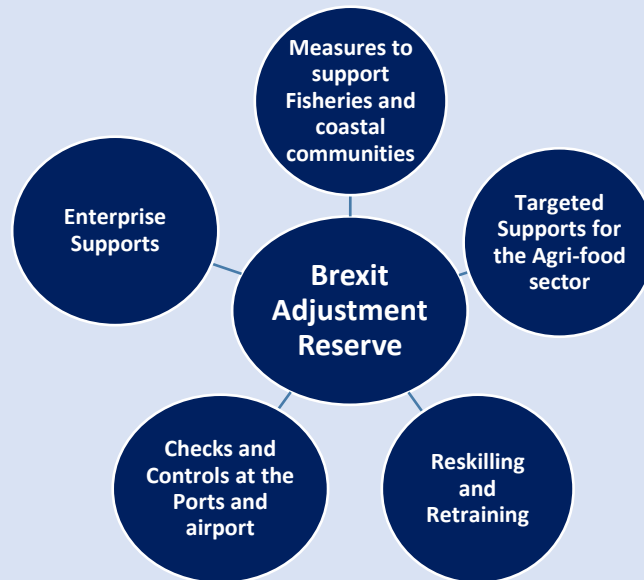 Measures to
support
Fisheries and
coastal
communities
Enterprise
Supports
Targeted
Supports for
the Agri-food
sector
Brexit
Adjustment
Reserve
Checks and
Controls at the
Ports and
airport
Reskilling
and
Retraining